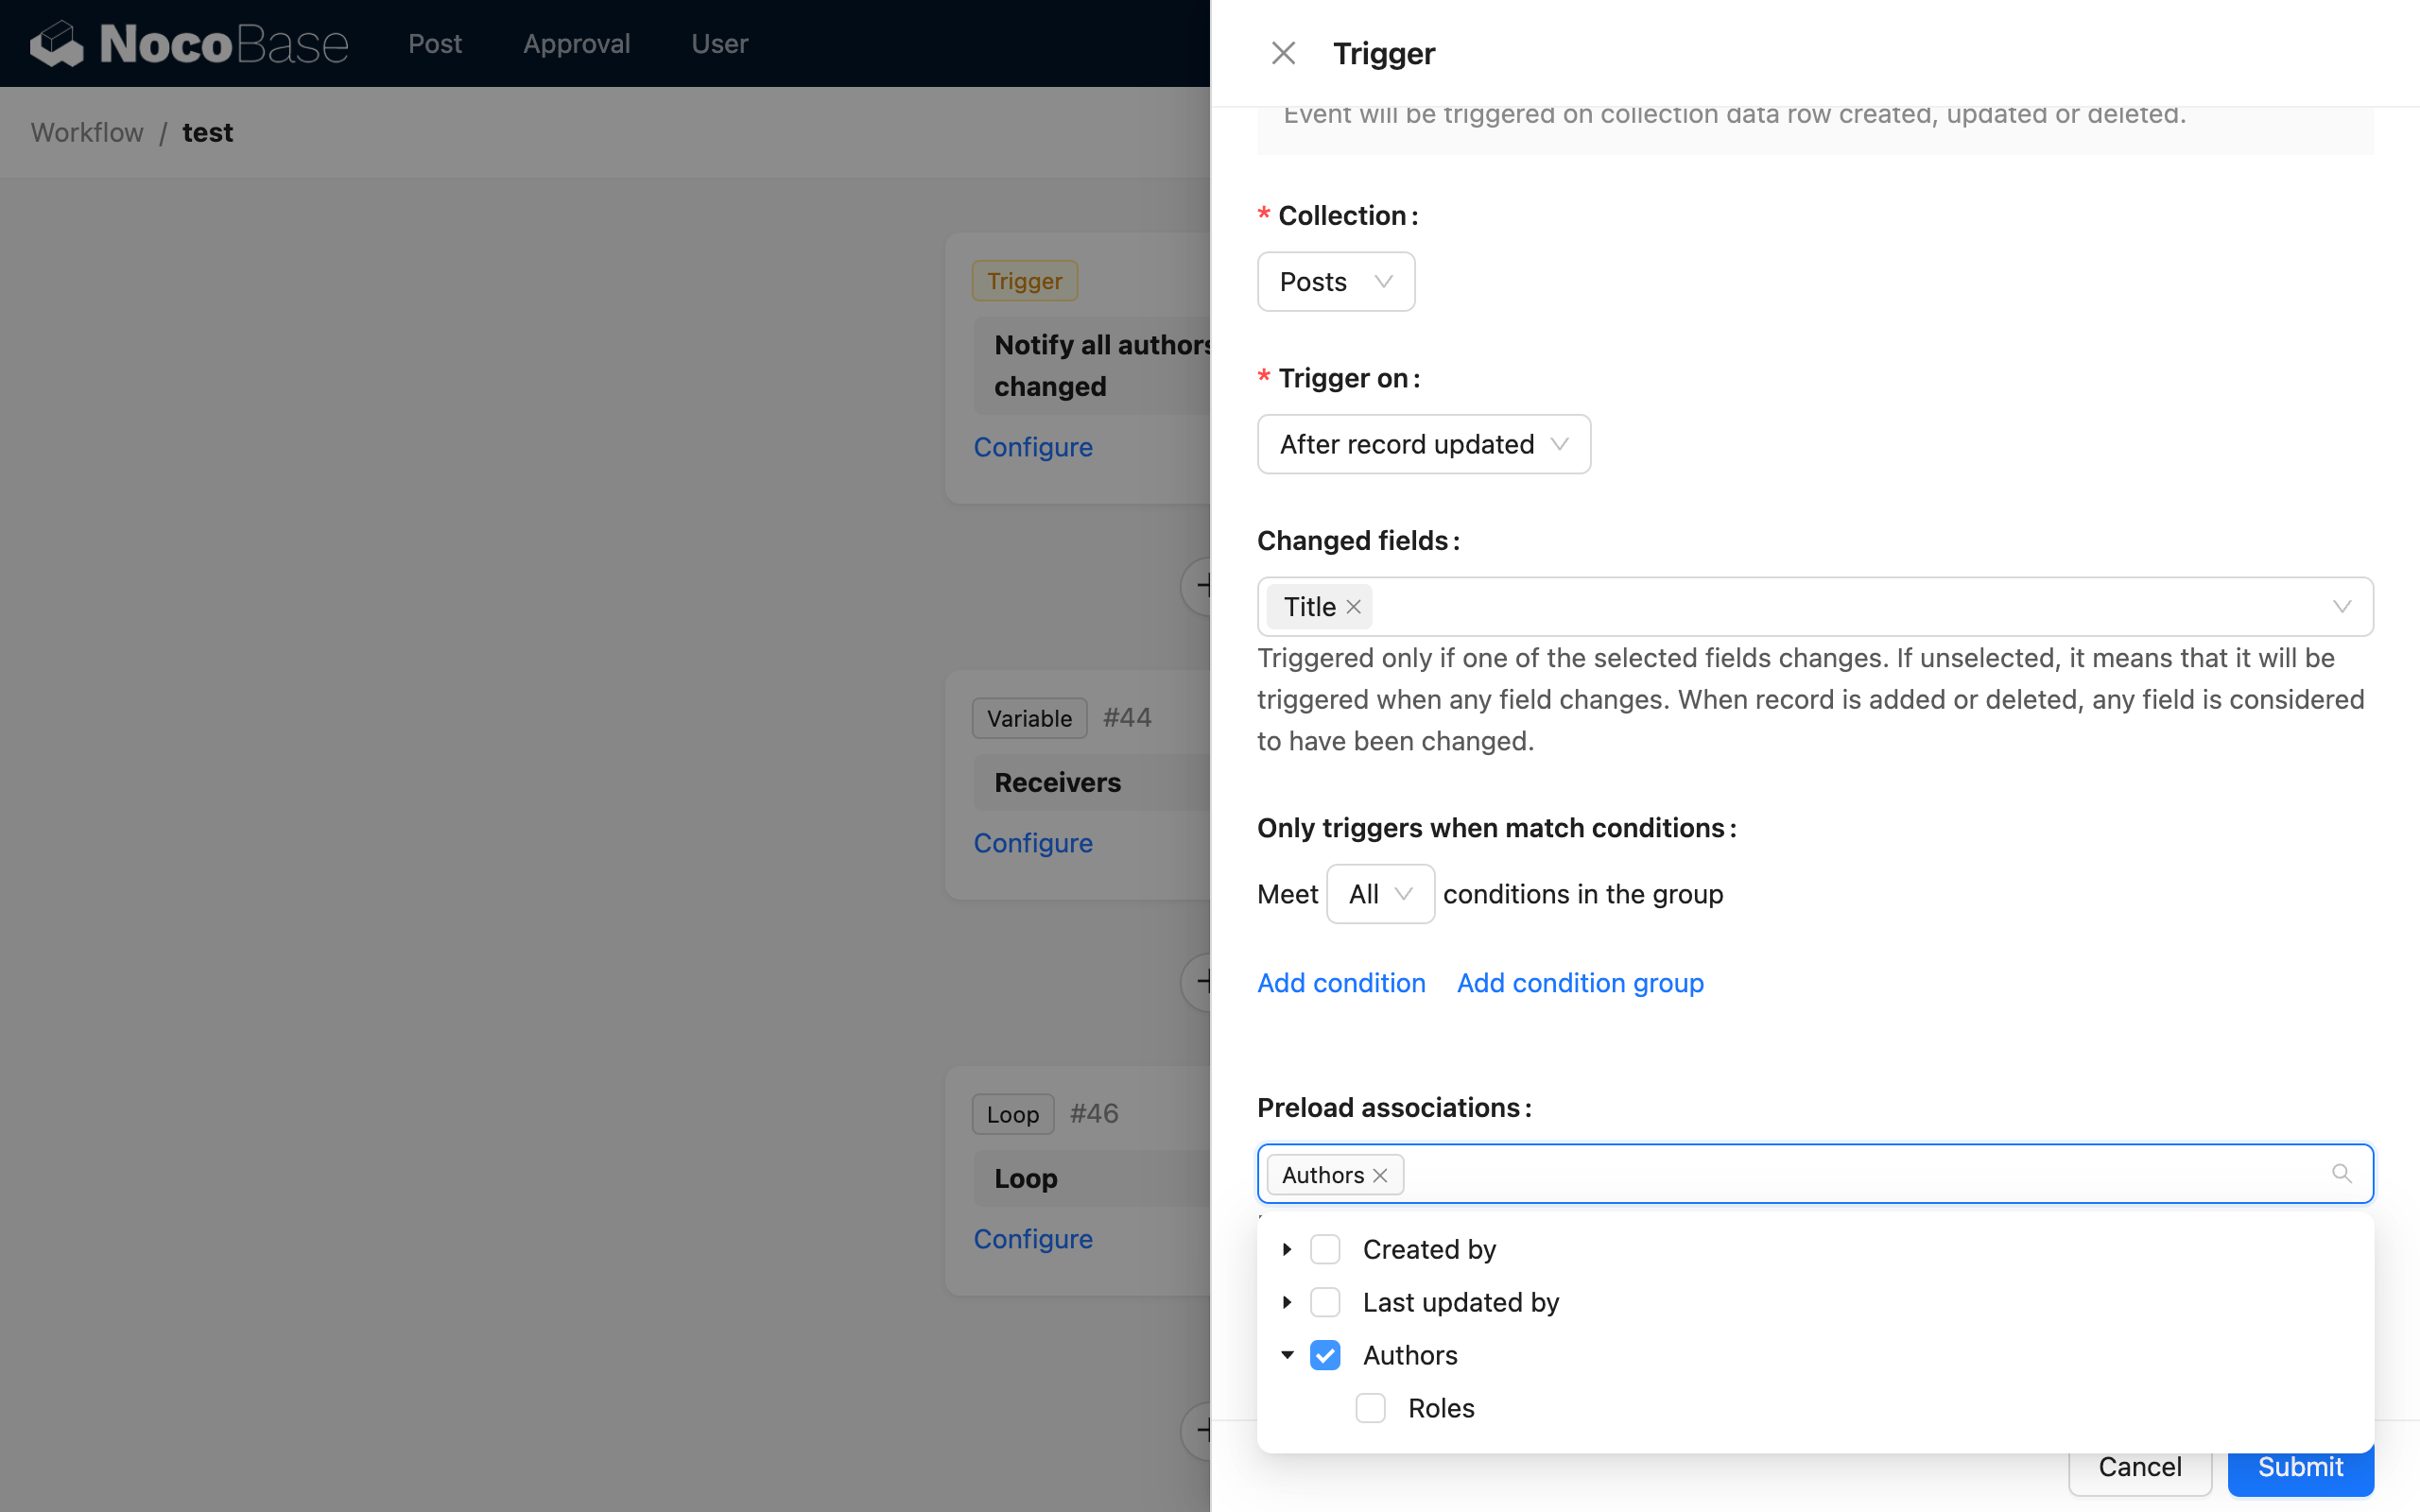 NocoBase Post Approval User
Workflow / test
Trigger
Notify all authors
changed
Configure
Variable #44
Receivers
Configure
Loop #46
Loop
Configure
Trigger
Event will be triggered on collection data row created, updated or deleted.
* Collection :
Posts
* Trigger on :
After record updated
Changed fields :
Title
Triggered only if one of the selected fields changes. If unselected, it means that it will be
triggered when any field changes. When record is added or deleted, any field is considered
to have been changed.
Only triggers when match conditions :
Meet All conditions in the group
Add condition Add condition group
Preload associations :
Authors
Created by
Last updated by
Authors
Roles
Cancel Submit